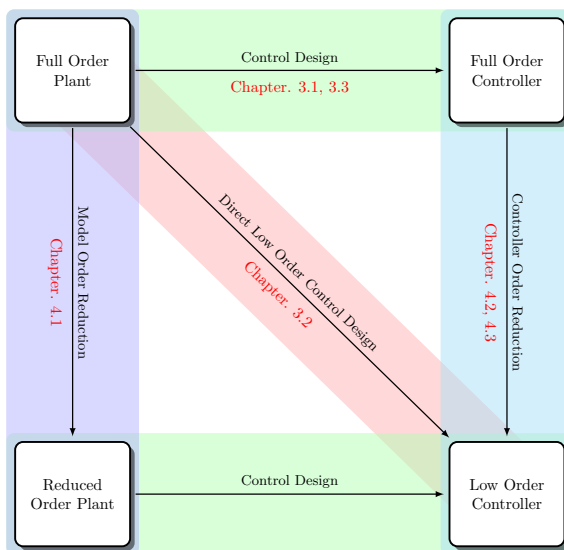 Full Order
Plant
Control Design
Chapter. 3.1, 3.3
Full Order
Controller
Model Order Reduction
Chapter. 4.1
Direct Low Order Control Design
Chapter. 3.2
Controller Order Reduction
Chapter. 4.2, 4.3
Reduced
Order Plant
Control Design
Low Order
Controller